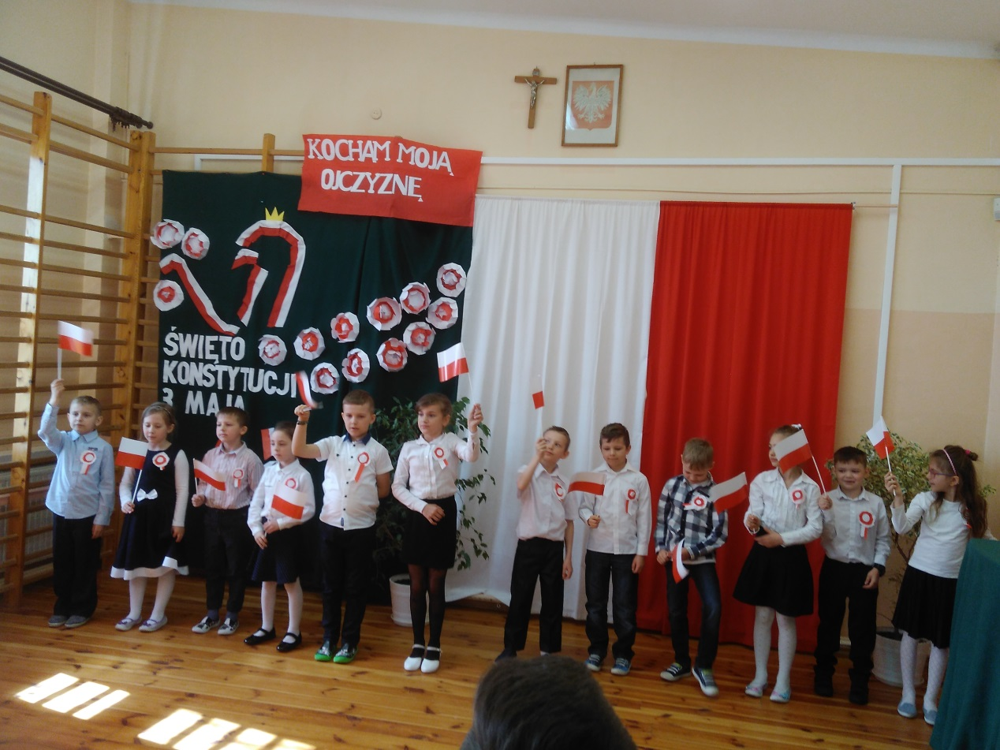 KOCHAM MOJĄ
OJCZYZNĘ
ŚWIĘTO
KONSTYTUCJI
3 MAJA